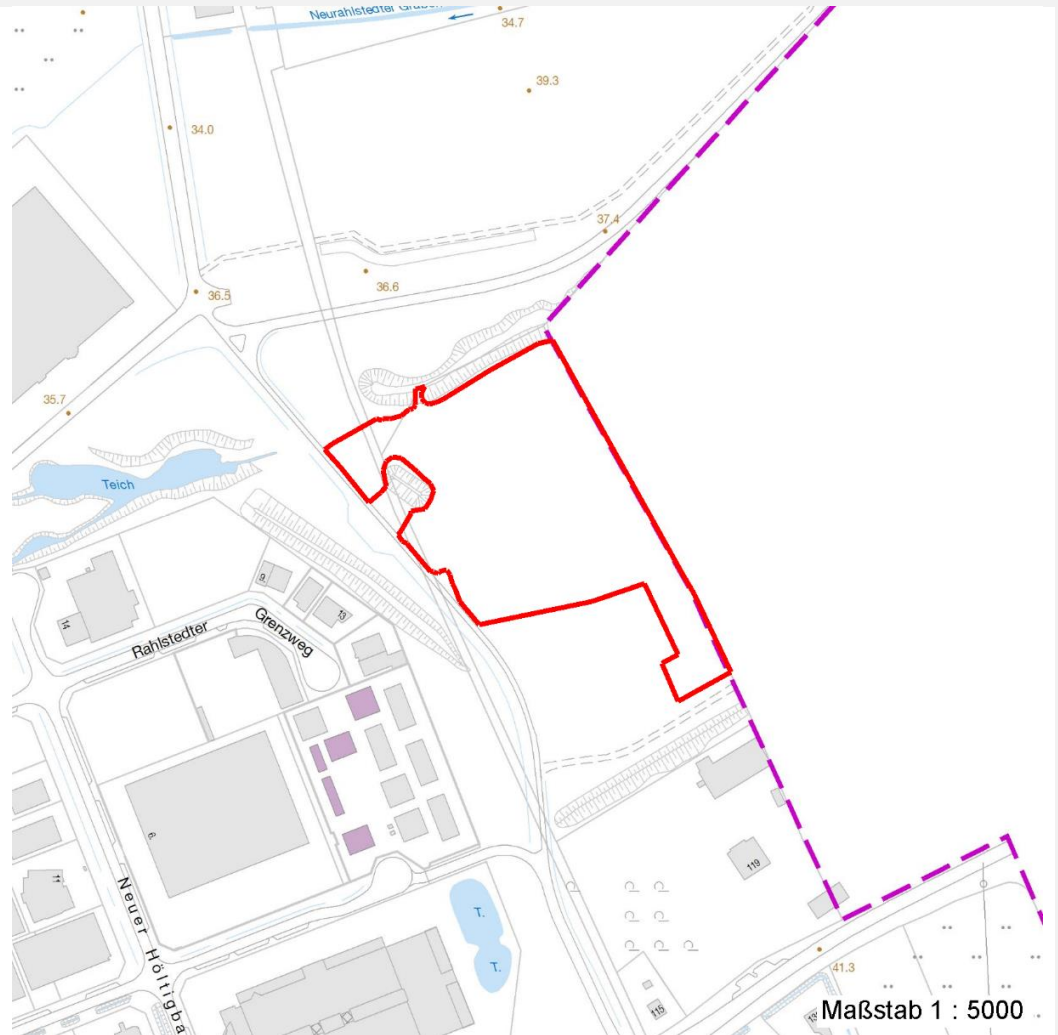 Neurahlstedter Graben
34.7
39.3
34.0
37.4
36.6
36.5
35.7
Teich
9
13
14
Grenzweg
Rahlstedter
6
11
Neuer Höltigba
T.
T.
119
41.3
115
Maßstab 1 : 5000